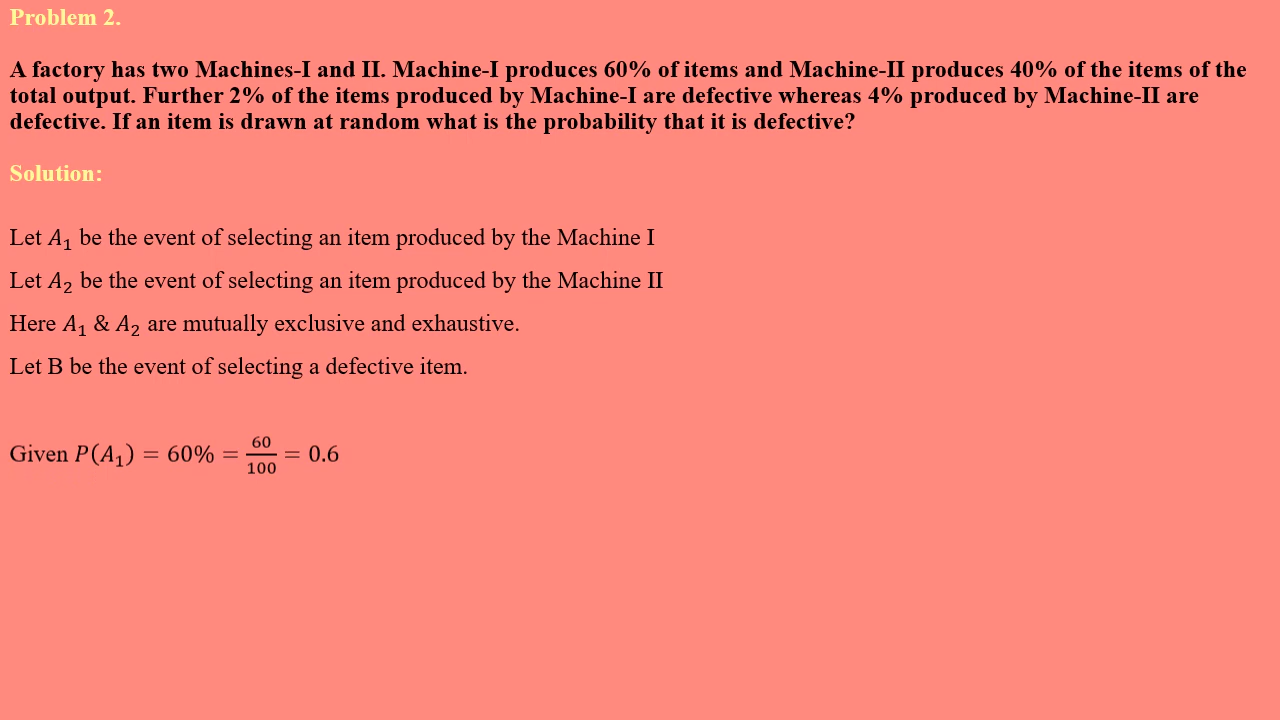 Problem 2.
A factory has two Machines-I and II. Machine-I produces 60% of items and Machine-II produces 40% of the items of the
total output. Further 2% of the items produced by Machine-I are defective whereas 4% produced by Machine-II are
defective. If an item is drawn at random what is the probability that it is defective?
Solution:
Let A₁ be the event of selecting an item produced by the Machine I
Let A₂ be the event of selecting an item produced by the Machine II
Here A₁ & A₂ are mutually exclusive and exhaustive.
Let B be the event of selecting a defective item.
Given P(A₁) = 60% = 60/100 = 0.6